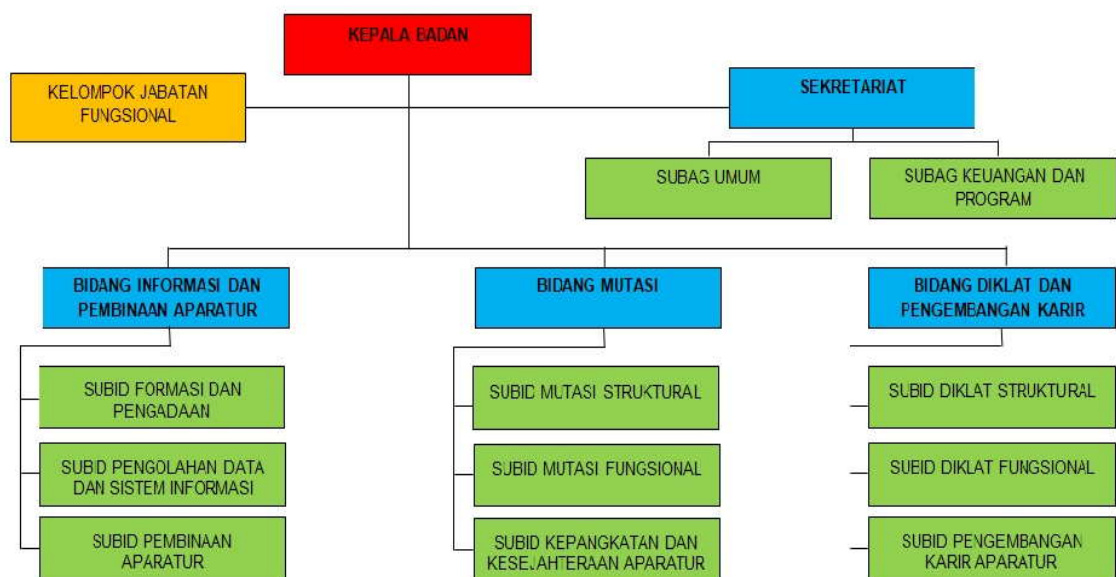 KEPALA BADAN
KELOMPOK JABATAN
FUNGSIONAL
SEKRETARIAT
SUBAG UMUM
SUBAG KEUANGAN DAN
PROGRAM
BIDANG INFORMASI DAN
PEMBINAAN APARATUR
BIDANG MUTASI
BIDANG DIKLAT DAN
PENGEMBANGAN KARIR
SUBID FORMASI DAN
PENGADAAN
SUBID MUTASI STRUKTURAL
SUBID DIKLAT STRUKTURAL
SUBID PENGOLAHAN DATA
DAN SISTEM INFORMASI
SUBID MUTASI FUNGSIONAL
SUBID DIKLAT FUNGSIONAL
SUBID PEMBINAAN
APARATUR
SUBID KEPANGKATAN DAN
KESEJAHTERAAN APARATUR
SUBID PENGEMBANGAN
KARIR APARATUR